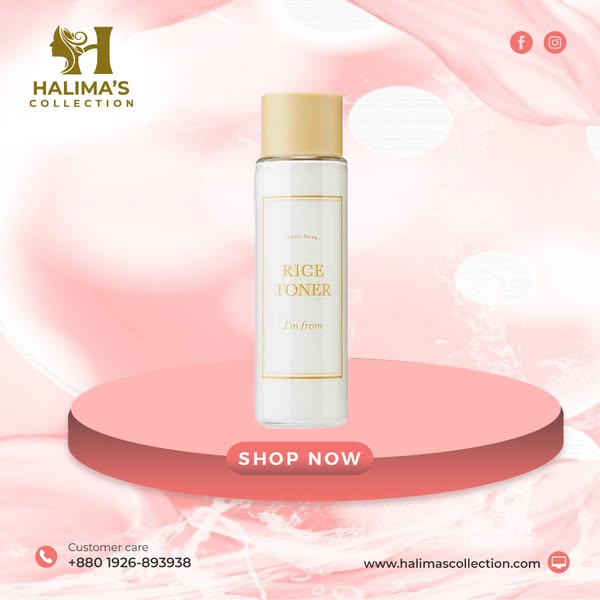 HALIMA'S
COLLECTION
RICE
TONER
I'm from
SHOP NOW
Customer care
+880 1926-893938
www.halimascollection.com